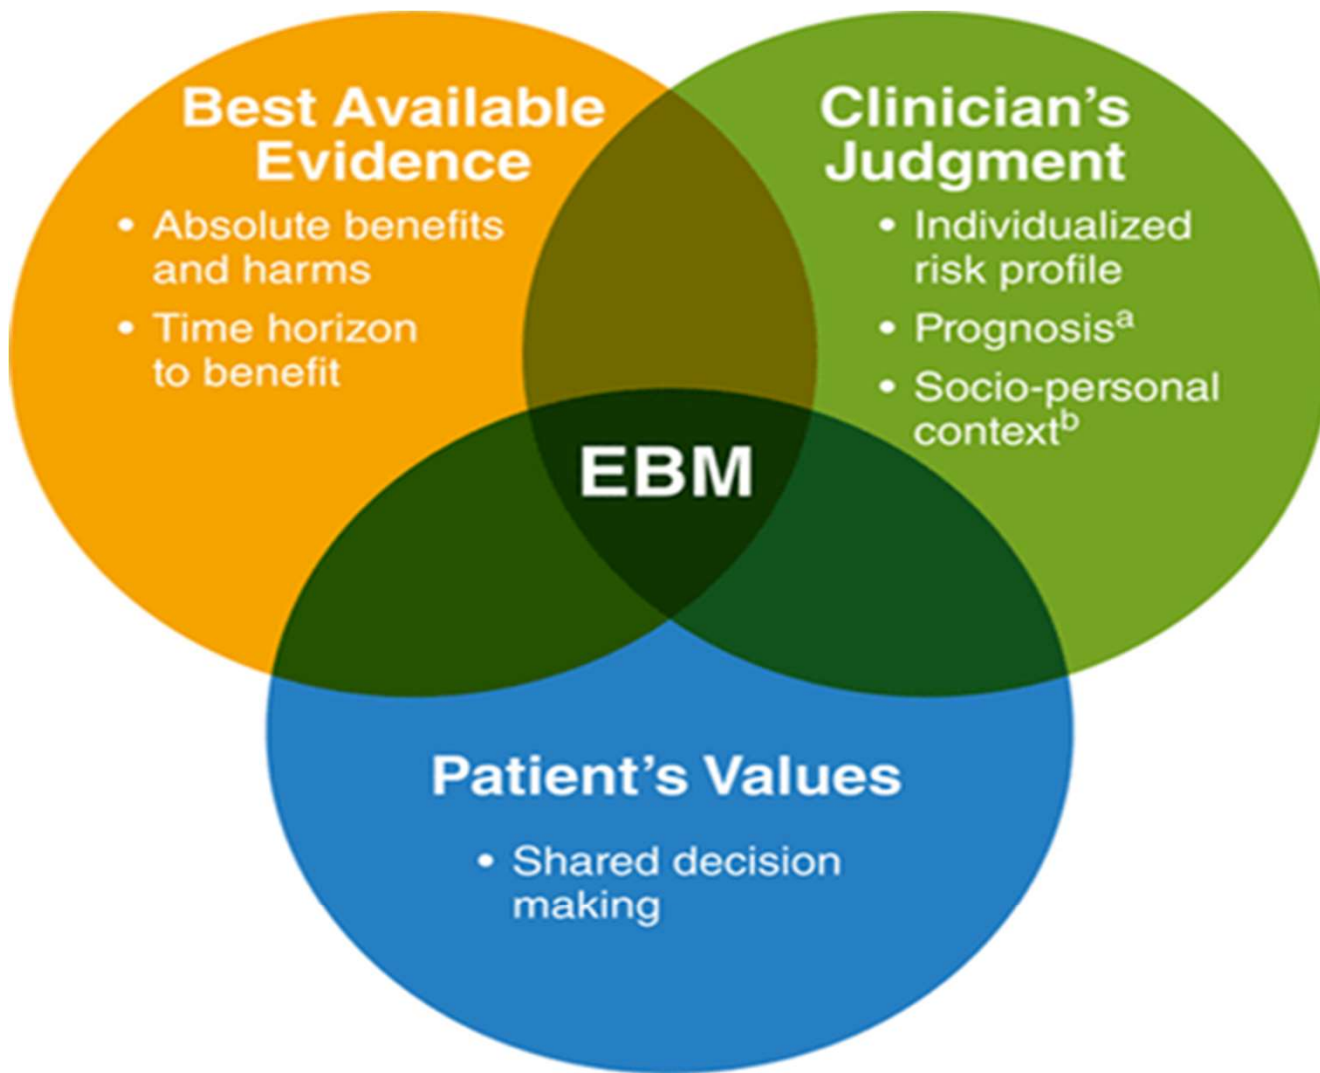 Best Available
Evidence
• Absolute benefits
and harms
• Time horizon
to benefit
Clinician’s
Judgment
• Individualized
risk profile
• Prognosisᵃ
• Socio-personal
contextᵇ
EBM
Patient’s Values
• Shared decision
making